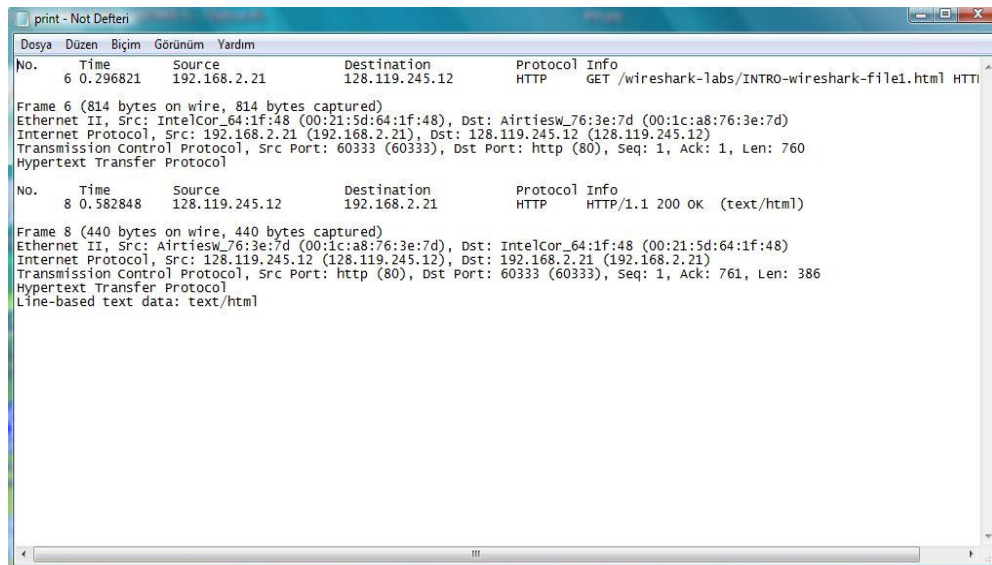 print - Not Defteri
Dosya Düzen Biçim Görünüm Yardım
No. Time Source Destination Protocol Info
6 0.296821 192.168.2.21 128.119.245.12 HTTP GET /wireshark-labs/INTRO-wireshark-file1.html
Frame 6 (814 bytes on wire, 814 bytes captured)
Ethernet II, Src: IntelCor_64:1f:48 (00:21:5d:64:1f:48), Dst: AirtiesW_76:3e:7d (00:1c:a8:76:3e:7d)
Internet Protocol, Src: 192.168.2.21 (192.168.2.21), Dst: 128.119.245.12 (128.119.245.12)
Transmission Control Protocol, Src Port: 60333 (60333), Dst Port: http (80), Seq: 1, Ack: 1, Len: 760
Hypertext Transfer Protocol
No. Time Source Destination Protocol Info
8 0.582848 128.119.245.12 192.168.2.21 HTTP HTTP/1.1 200 OK (text/html)
Frame 8 (440 bytes on wire, 440 bytes captured)
Ethernet II, Src: AirtiesW_76:3e:7d (00:1c:a8:76:3e:7d), Dst: IntelCor_64:1f:48 (00:21:5d:64:1f:48)
Internet Protocol, Src: 128.119.245.12 (128.119.245.12), Dst: 192.168.2.21 (192.168.2.21)
Transmission Control Protocol, Src Port: http (80), Dst Port: 60333 (60333), Seq: 1, Ack: 761, Len: 386
Hypertext Transfer Protocol
Line-based text data: text/html